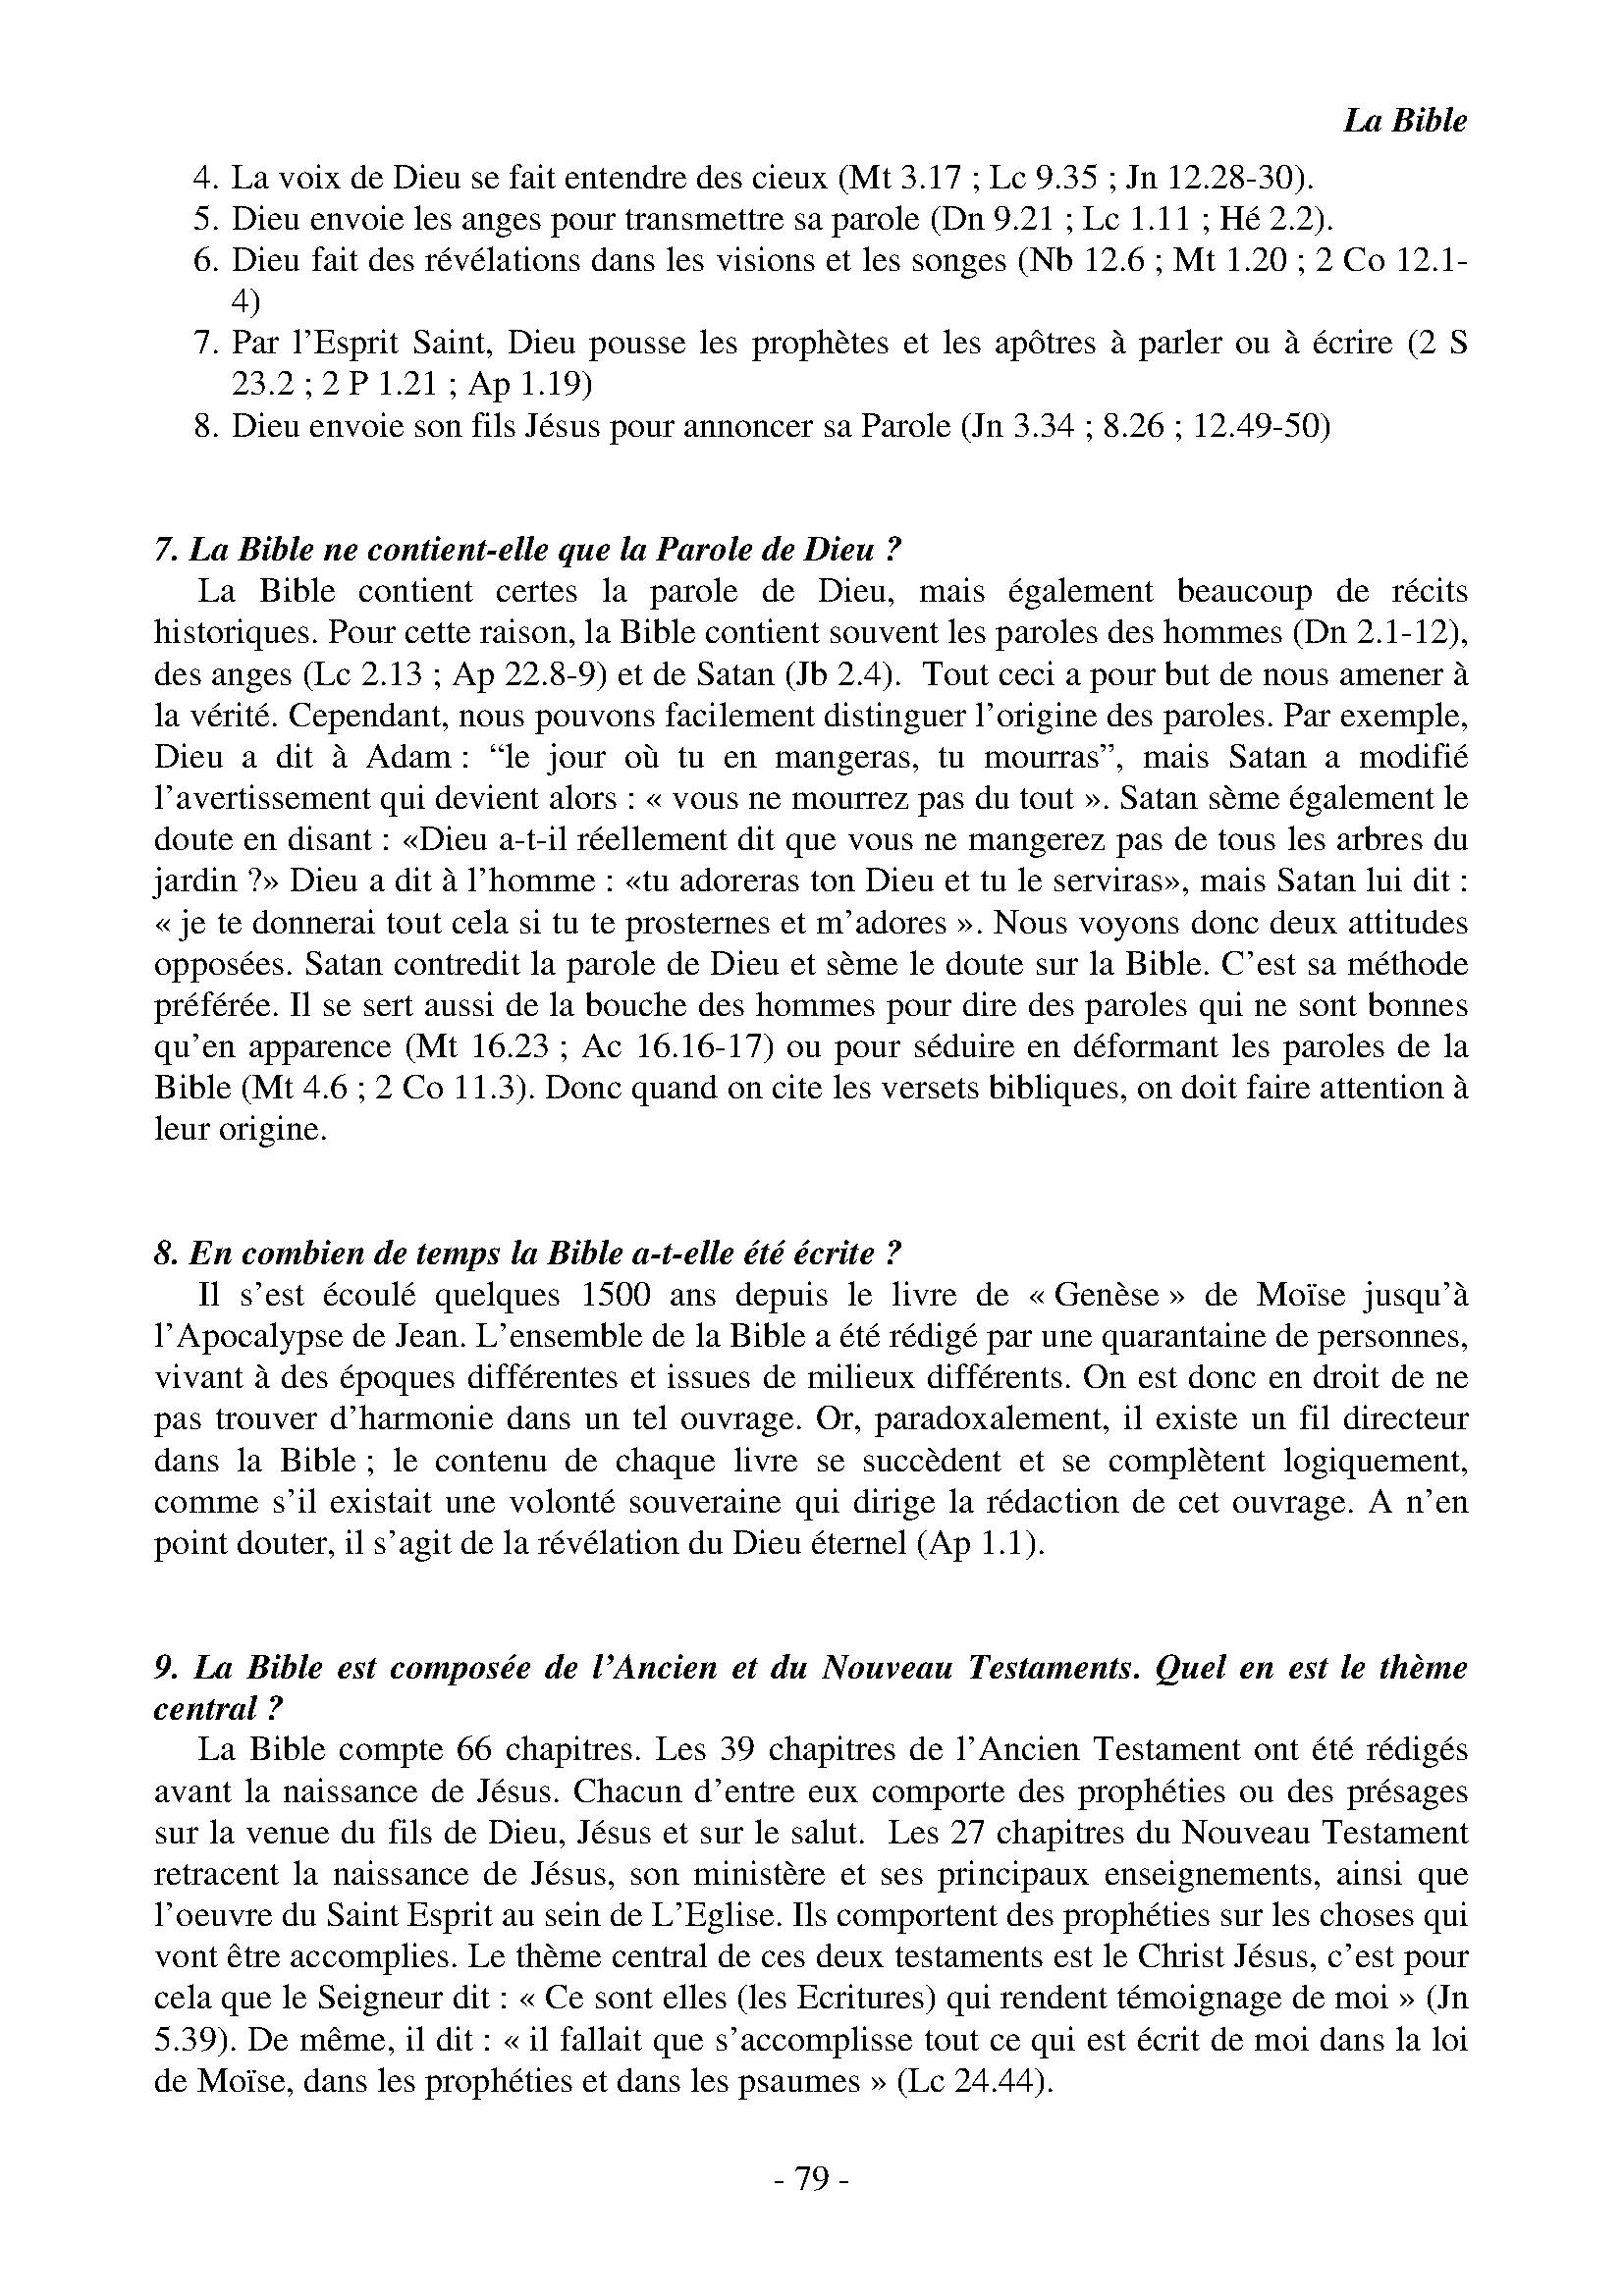 La Bible
4. La voix de Dieu se fait entendre des cieux (Mt 3.17 ; Lc 9.35 ; Jn 12.28-30).
5. Dieu envoie les anges pour transmettre sa parole (Dn 9.21 ; Lc 1.11 ; Hé 2.2).
6. Dieu fait des révélations dans les visions et les songes (Nb 12.6 ; Mt 1.20 ; 2 Co 12.1-
4)
7. Par l’Esprit Saint, Dieu pousse les prophètes et les apôtres à parler ou à écrire (2 S
23.2 ; 2 P 1.21 ; Ap 1.19)
8. Dieu envoie son fils Jésus pour annoncer sa Parole (Jn 3.34 ; 8.26 ; 12.49-50)
7. La Bible ne contient-elle que la Parole de Dieu ?
La Bible contient certes la parole de Dieu, mais également beaucoup de récits
historiques. Pour cette raison, la Bible contient souvent les paroles des hommes (Dn 2.1-12),
des anges (Lc 2.13 ; Ap 22.8-9) et de Satan (Jb 2.4).  Tout ceci a pour but de nous amener à
la vérité. Cependant, nous pouvons facilement distinguer l’origine des paroles. Par exemple,
Dieu a dit à Adam : “le jour où tu en mangeras, tu mourras”, mais Satan a modifié
l’avertissement qui devient alors : « vous ne mourrez pas du tout ». Satan sème également le
doute en disant : «Dieu a-t-il réellement dit que vous ne mangerez pas de tous les arbres du
jardin ?» Dieu a dit à l’homme : «tu adoreras ton Dieu et tu le serviras», mais Satan lui dit :
« je te donnerai tout cela si tu te prosternes et m’adores ». Nous voyons donc deux attitudes
opposées. Satan contredit la parole de Dieu et sème le doute sur la Bible. C’est sa méthode
préférée. Il se sert aussi de la bouche des hommes pour dire des paroles qui ne sont bonnes
qu’en apparence (Mt 16.23 ; Ac 16.16-17) ou pour séduire en déformant les paroles de la
Bible (Mt 4.6 ; 2 Co 11.3). Donc quand on cite les versets bibliques, on doit faire attention à
leur origine.
8. En combien de temps la Bible a-t-elle été écrite ?
Il s’est écoulé quelques 1500 ans depuis le livre de « Genèse » de Moïse jusqu’à
l’Apocalypse de Jean. L’ensemble de la Bible a été rédigé par une quarantaine de personnes,
vivant à des époques différentes et issues de milieux différents. On est donc en droit de ne
pas trouver d’harmonie dans un tel ouvrage. Or, paradoxalement, il existe un fil directeur
dans la Bible ; le contenu de chaque livre se succèdent et se complètent logiquement,
comme s’il existait une volonté souveraine qui dirige la rédaction de cet ouvrage. A n’en
point douter, il s’agit de la révélation du Dieu éternel (Ap 1.1).
9. La Bible est composée de l’Ancien et du Nouveau Testaments. Quel en est le thème
central ?
La Bible compte 66 chapitres. Les 39 chapitres de l’Ancien Testament ont été rédigés
avant la naissance de Jésus. Chacun d’entre eux comporte des prophéties ou des présages
sur la venue du fils de Dieu, Jésus et sur le salut.  Les 27 chapitres du Nouveau Testament
retracent la naissance de Jésus, son ministère et ses principaux enseignements, ainsi que
l’oeuvre du Saint Esprit au sein de L’Eglise. Ils comportent des prophéties sur les choses qui
vont être accomplies. Le thème central de ces deux testaments est le Christ Jésus, c’est pour
cela que le Seigneur dit : « Ce sont elles (les Ecritures) qui rendent témoignage de moi » (Jn
5.39). De même, il dit : « il fallait que s’accomplisse tout ce qui est écrit de moi dans la loi
de Moïse, dans les prophéties et dans les psaumes » (Lc 24.44).
- 79 -